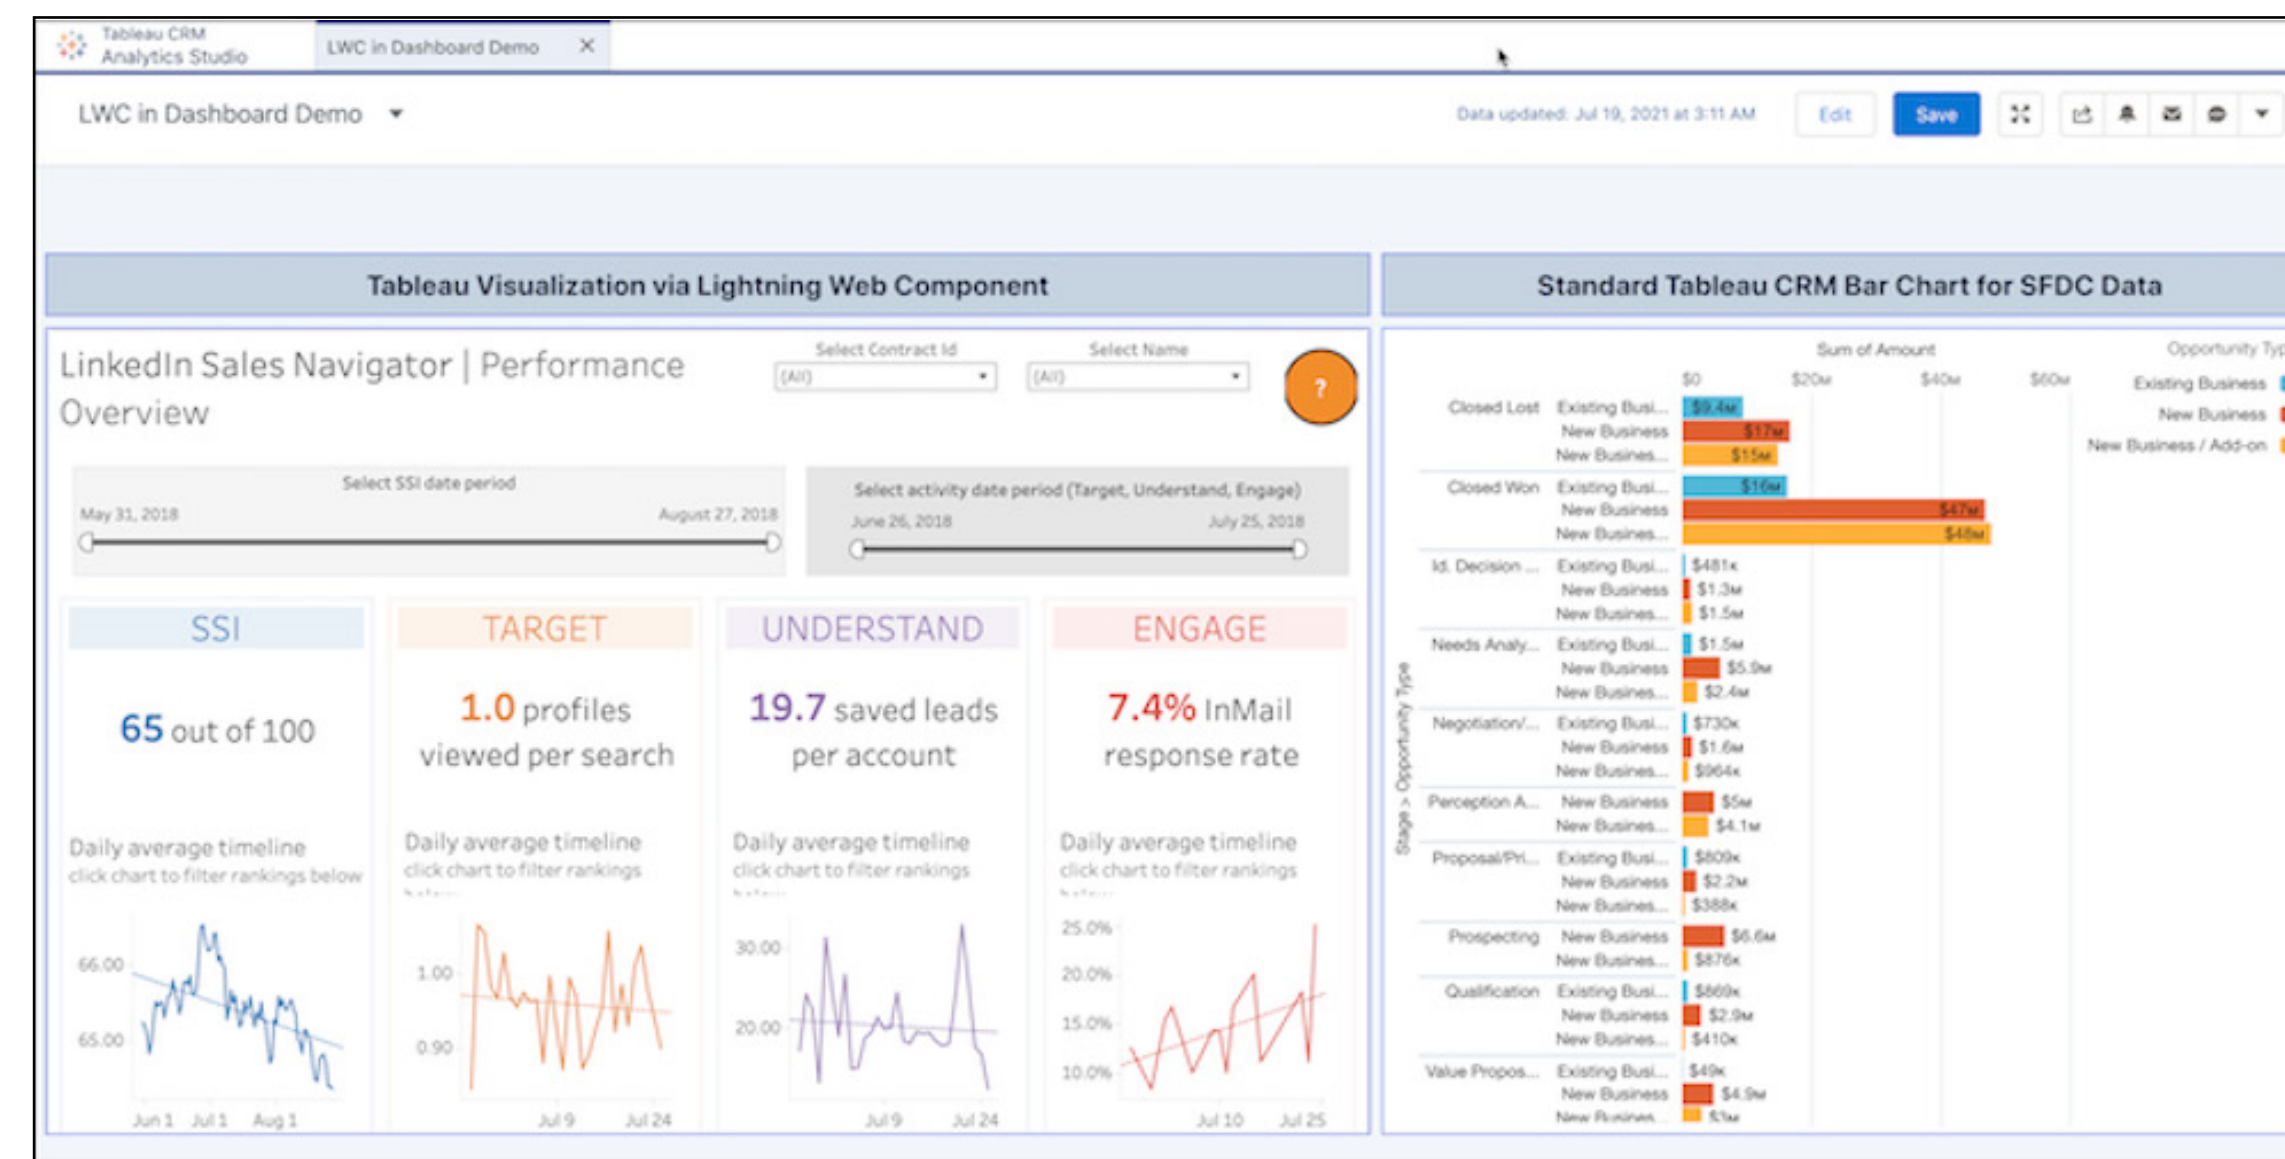 Tableau CRM
Analytics Studio
LWC in Dashboard Demo
LWC in Dashboard Demo
Data updated: Jul 19, 2021 at 3:11 AM
Edit
Save
Tableau Visualization via Lightning Web Component
LinkedIn Sales Navigator | Performance
Overview
Select Contract Id
(All)
Select Name
(All)
?
Select SSI date period
May 31, 2018
August 27, 2018
Select activity date period (Target, Understand, Engage)
June 26, 2018
July 25, 2018
SSI
65 out of 100
Daily average timeline
click chart to filter rankings below
66.00
65.00
Jun 1 Jul 1 Aug 1
TARGET
1.0 profiles
viewed per search
Daily average timeline
click chart to filter rankings
1.00
0.90
Jul 9 Jul 24
UNDERSTAND
19.7 saved leads
per account
Daily average timeline
click chart to filter rankings
30.00
20.00
Jul 9 Jul 24
ENGAGE
7.4% InMail
response rate
Daily average timeline
click chart to filter rankings
25.0%
20.0%
15.0%
10.0%
Jul 10 Jul 25
Standard Tableau CRM Bar Chart for SFDC Data
Sum of Amount
$0 $20M $40M $60M
Opportunity Typ
Existing Business
New Business
New Business / Add-on
Stage > Opportunity Type
Closed Lost Existing Busi... $9.4M
New Business $17M
New Busines... $15M
Closed Won Existing Busi... $16M
New Business $47M
New Busines... $48M
Id. Decision ... Existing Busi... $481K
New Business $1.3M
New Busines... $1.5M
Needs Analy... Existing Busi... $1.5M
New Business $5.9M
New Busines... $2.4M
Negotiation/... Existing Busi... $730K
New Business $1.6M
New Busines... $964K
Perception A... New Business $5M
New Busines... $4.1M
Proposal/Pri... Existing Busi... $809K
New Business $2.2M
New Busines... $388K
Prospecting New Business $6.6M
New Busines... $876K
Qualification Existing Busi... $869K
New Business $2.9M
New Busines... $410K
Value Propos... Existing Busi... $49K
New Business $4.9M
New Busines... $3M